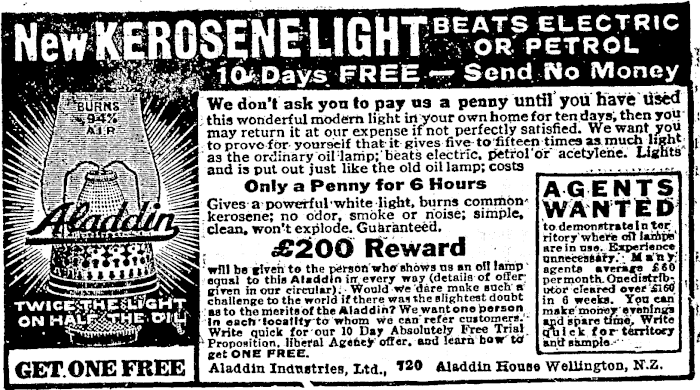 New KEROSENE LIGHT BEATS ELECTRIC
OR PETROL
10 Days FREE — Send No Money
BURNS
94%
AIR
Aladdin
TWICE THE LIGHT
ON HALF THE OIL
GET ONE FREE
We don't ask you to pay us a penny until you have used
this wonderful modern light in your own home for ten days, then you
may return it at our expense if not perfectly satisfied. We want you
to prove for yourself that it gives five to fifteen times as much light
as the ordinary oil lamp; beats electric, petrol or acetylene. Lights
and is put out just like the old oil lamp; costs
Only a Penny for 6 Hours
Gives a powerful white light, burns common
kerosene; no odor, smoke or noise; simple,
clean, won't explode. Guaranteed.
£200 Reward
will be given to the person who shows us an oil lamp
equal to this Aladdin in every way (details of offer
given in our circular) Would we dare make such a
challenge to the world if there was the slightest doubt
as to the merits of the Aladdin? We want one person
in each locality to whom we can refer customers.
Write quick for our 10 Day Absolutely Free Trial
Proposition, liberal Agency offer, and learn how to
get ONE FREE.
AGENTS
WANTED
to demonstrate in ter
ritory where oil lamps
are in use. Experience
unnecessary. Many
agents average £60
per month. One distrib-
utor cleared over £160
in 6 weeks. You can
make money evenings
and spare time. Write
quick for territory
and sample.
Aladdin Industries, Ltd., 720 Aladdin House Wellington, N.Z.